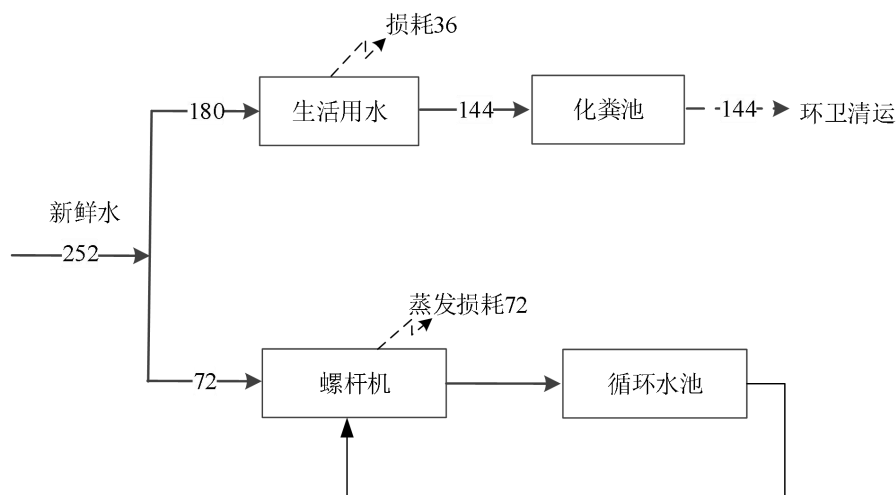 损耗36
180
生活用水
144
化粪池
144
环卫清运
新鲜水
252
蒸发损耗72
72
螺杆机
循环水池